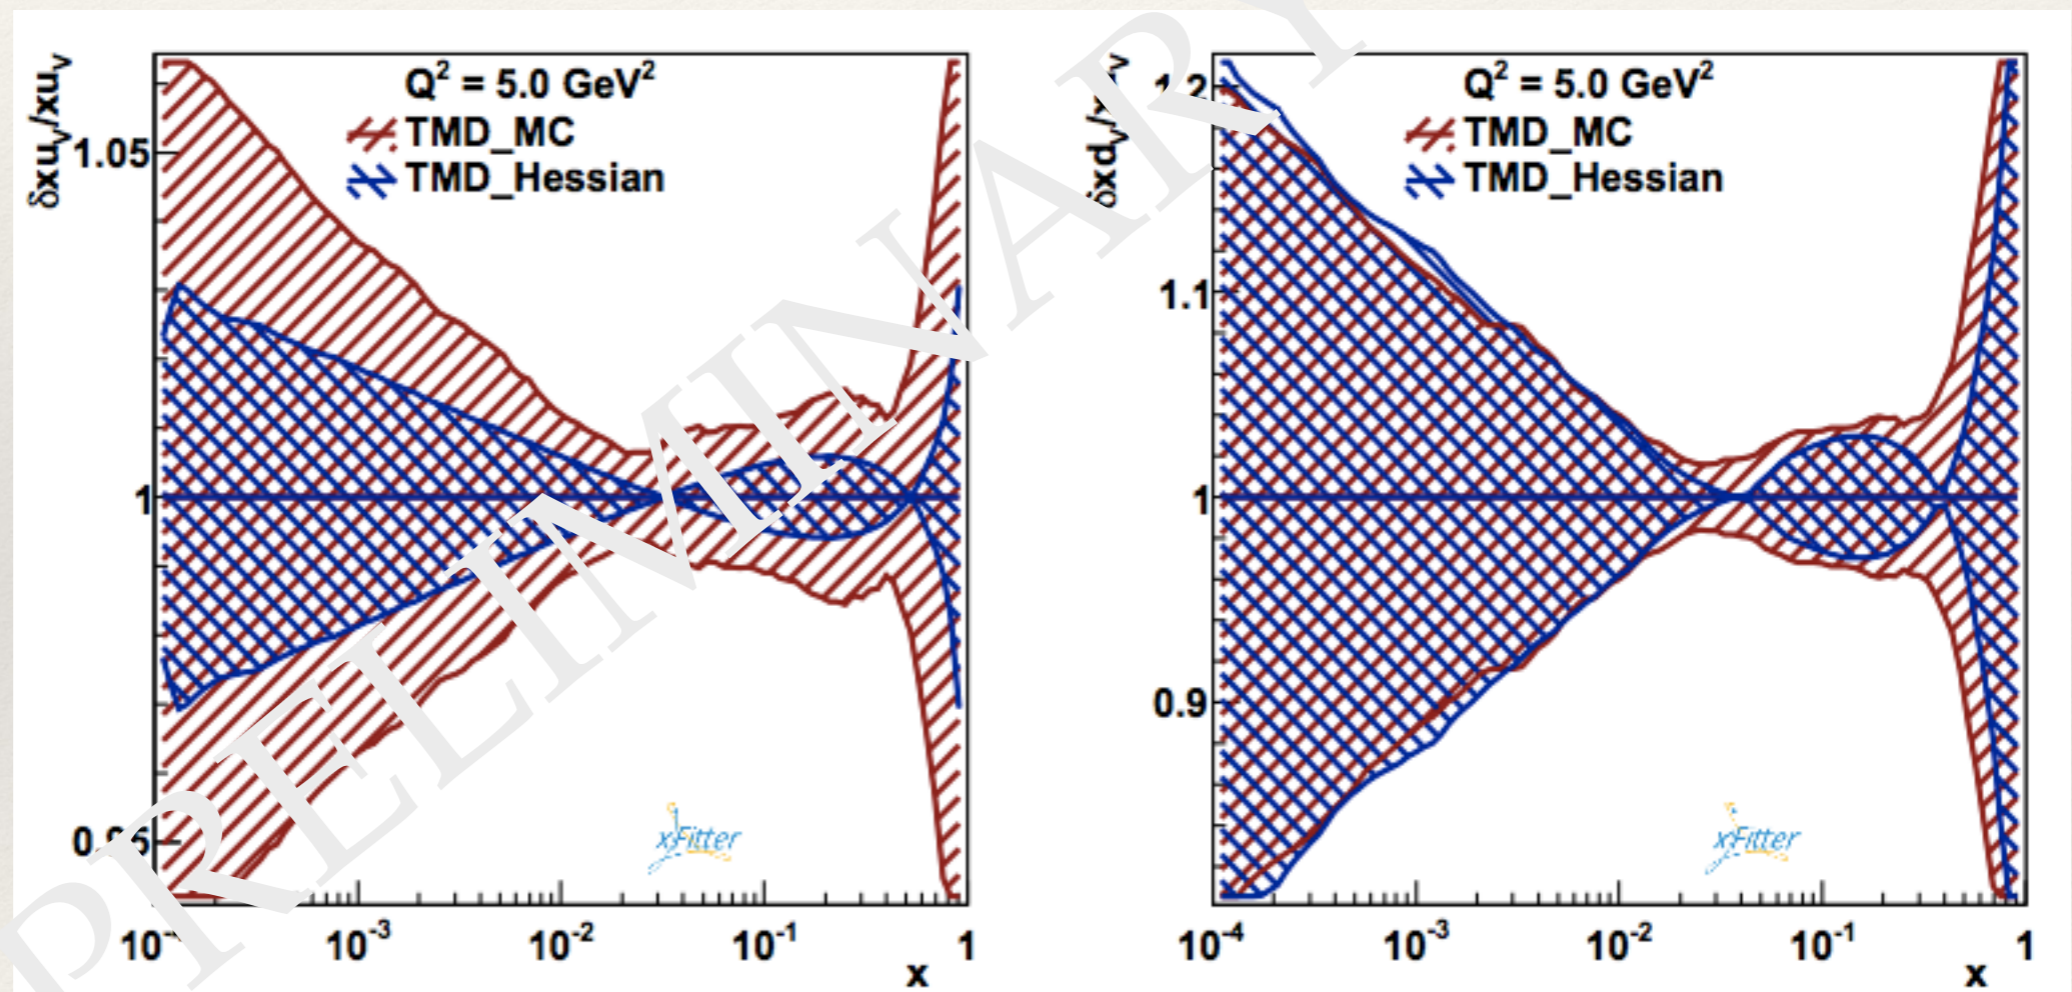 δxu_v/xu_v
Q² = 5.0 GeV²
TMD_MC
TMD_Hessian
1.05
1
10⁻³
10⁻²
10⁻¹
1
x
xFitter
Q² = 5.0 GeV²
TMD_MC
TMD_Hessian
1.2
1.1
1
0.9
10⁻⁴
10⁻³
10⁻²
10⁻¹
1
x
xFitter
PRELIMINARY